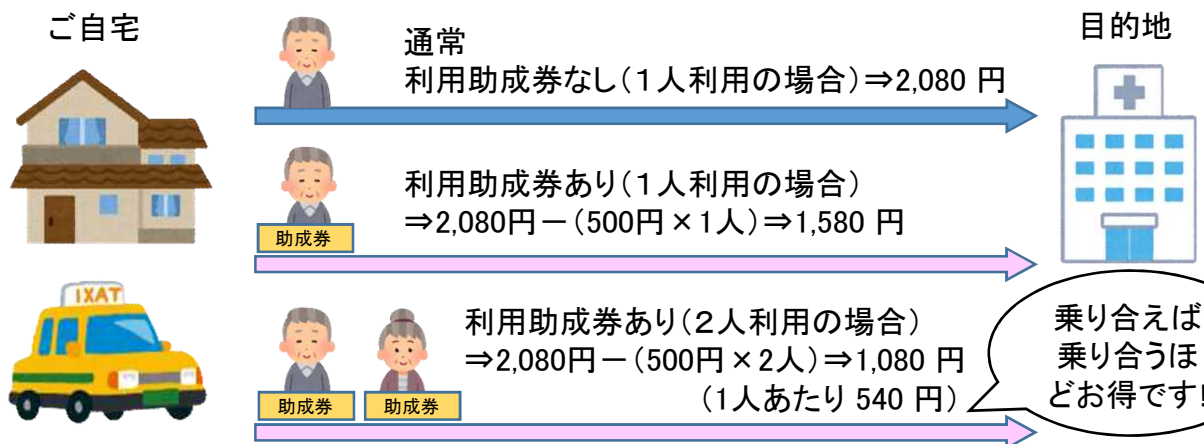 ご自宅
通常
利用助成券なし(1人利用の場合)⇒2,080 円
目的地
利用助成券あり(1人利用の場合)
⇒2,080円-(500円×1人)⇒1,580 円
助成券
TAXI
利用助成券あり(2人利用の場合)
⇒2,080円-(500円×2人)⇒1,080 円
(1人あたり 540 円)
助成券
助成券
乗り合えば
乗り合うほ
どお得です!